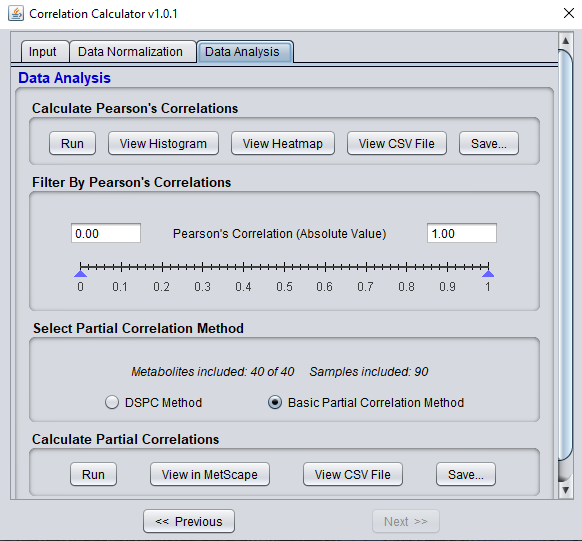 Correlation Calculator v1.0.1
Input Data Normalization Data Analysis
Data Analysis
Calculate Pearson's Correlations
Run View Histogram View Heatmap View CSV File Save...
Filter By Pearson's Correlations
0.00 Pearson's Correlation (Absolute Value) 1.00
0 0.1 0.2 0.3 0.4 0.5 0.6 0.7 0.8 0.9 1
Select Partial Correlation Method
Metabolites included: 40 of 40 Samples included: 90
DSPC Method Basic Partial Correlation Method
Calculate Partial Correlations
Run View in MetScape View CSV File Save...
<< Previous Next >>